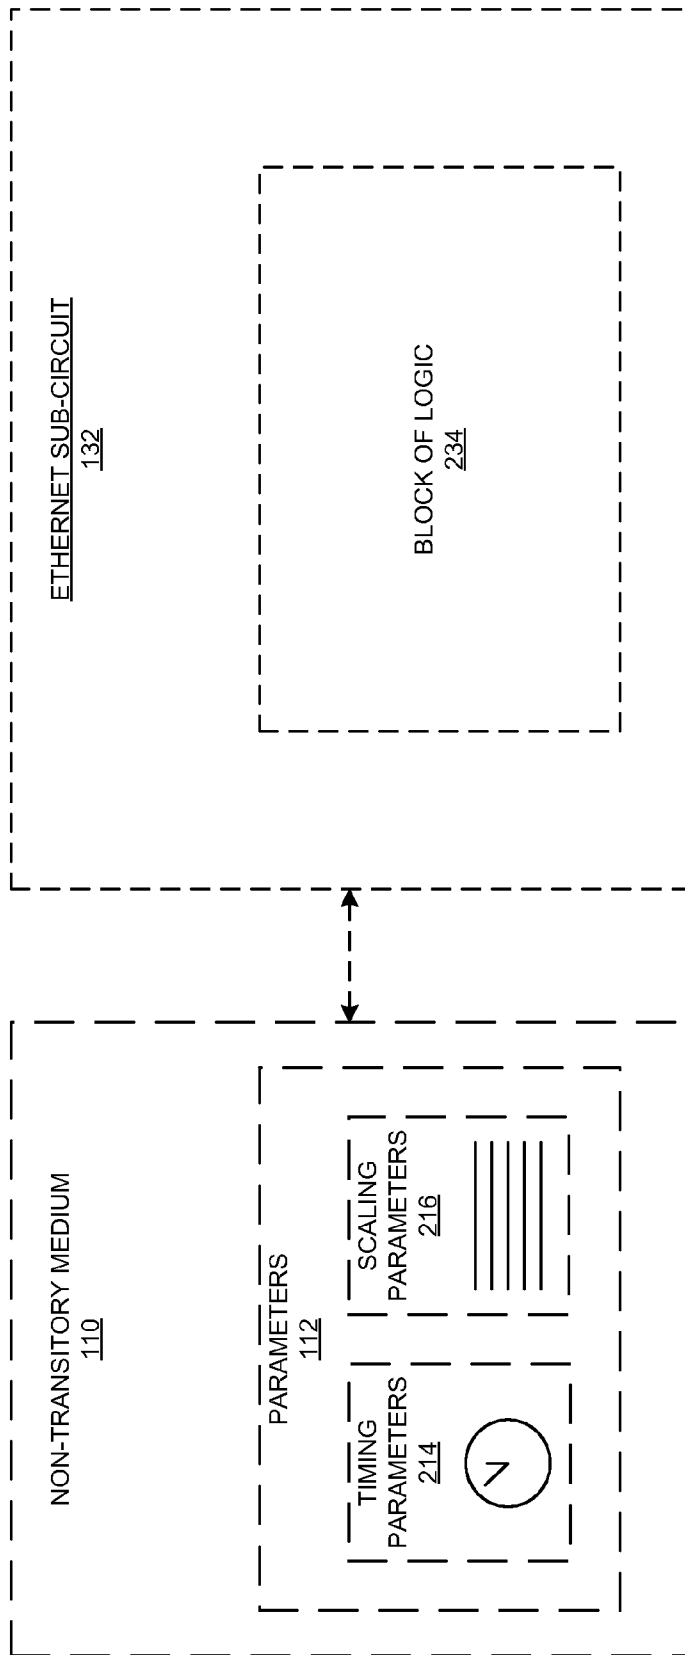 NON-TRANSITORY MEDIUM
110
PARAMETERS
112
TIMING
PARAMETERS
214
SCALING
PARAMETERS
216
ETHERNET SUB-CIRCUIT
132
BLOCK OF LOGIC
234